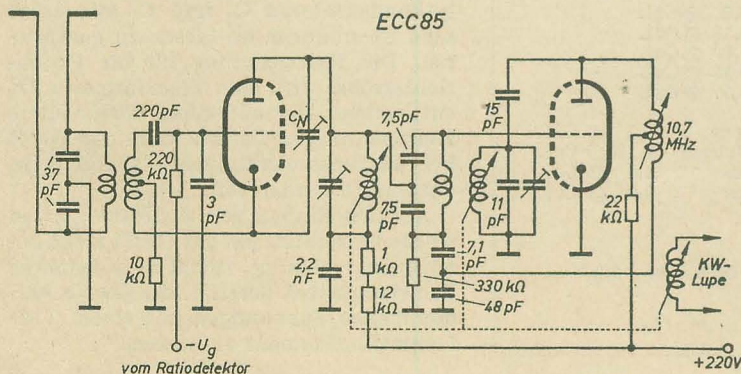 ECC85
220pF
37
pF
220
kΩ
3
pF
10
kΩ
-Ug
vom Ratiodetektor
CN
2,2
nF
1
kΩ
12
kΩ
7,5pF
7,5
pF
330 kΩ
7,1
pF
48 pF
15
pF
11
pF
10,7
MHz
22
kΩ
KW-
Lupe
+220V